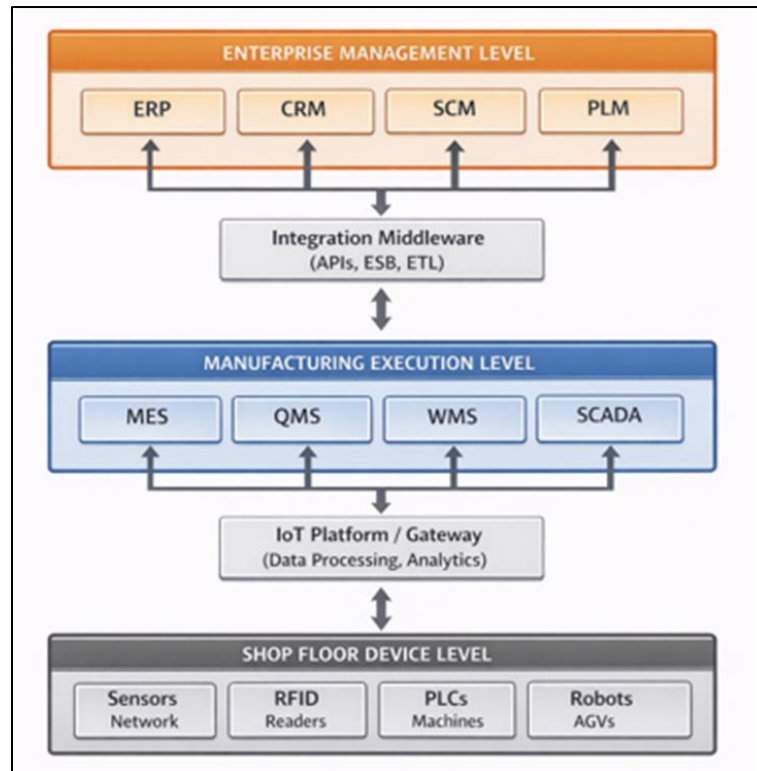 ENTERPRISE MANAGEMENT LEVEL
ERP
CRM
SCM
PLM
Integration Middleware
(APIs, ESB, ETL)
MANUFACTURING EXECUTION LEVEL
MES
QMS
WMS
SCADA
IoT Platform / Gateway
(Data Processing, Analytics)
SHOP FLOOR DEVICE LEVEL
Sensors
Network
RFID
Readers
PLCs
Machines
Robots
AGVs